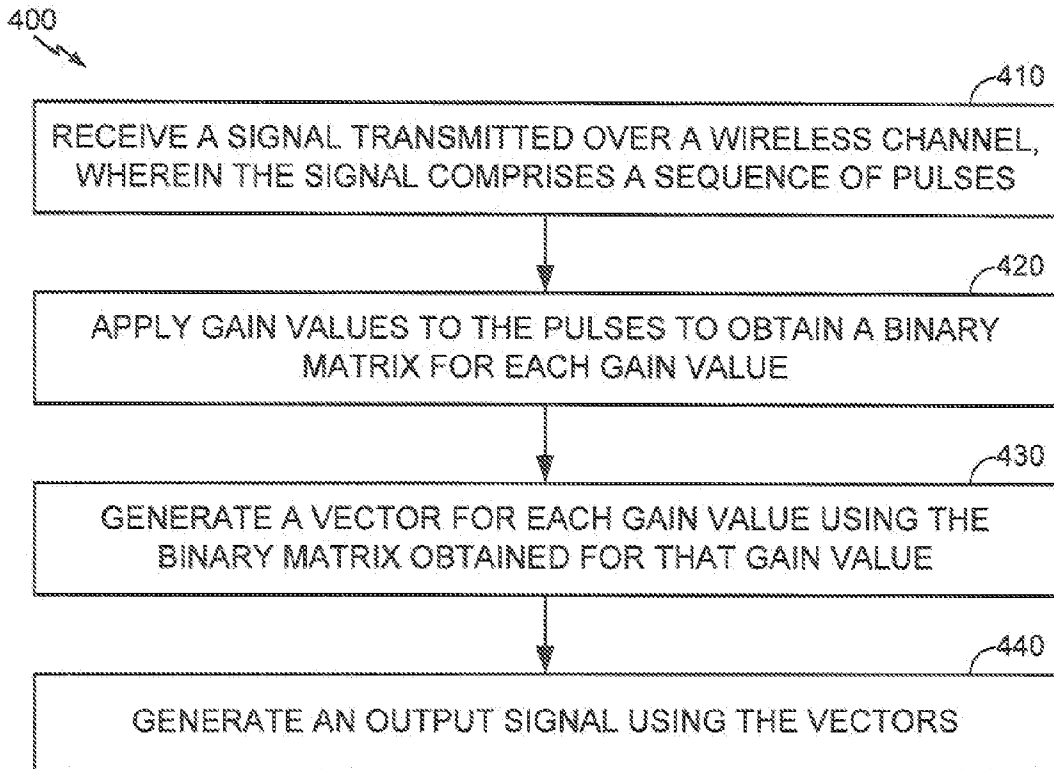 400
410
RECEIVE A SIGNAL TRANSMITTED OVER A WIRELESS CHANNEL,
WHEREIN THE SIGNAL COMPRISES A SEQUENCE OF PULSES
420
APPLY GAIN VALUES TO THE PULSES TO OBTAIN A BINARY
MATRIX FOR EACH GAIN VALUE
430
GENERATE A VECTOR FOR EACH GAIN VALUE USING THE
BINARY MATRIX OBTAINED FOR THAT GAIN VALUE
440
GENERATE AN OUTPUT SIGNAL USING THE VECTORS